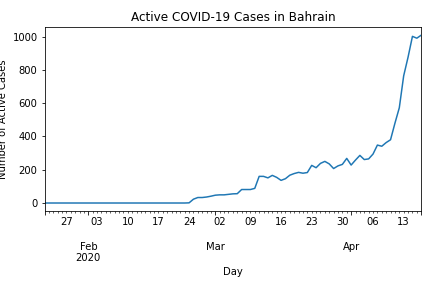 Active COVID-19 Cases in Bahrain
Number of Active Cases
1000
800
600
400
200
0
27 03 10 17 24 02 09 16 23 30 06 13
Feb Mar Apr
2020
Day